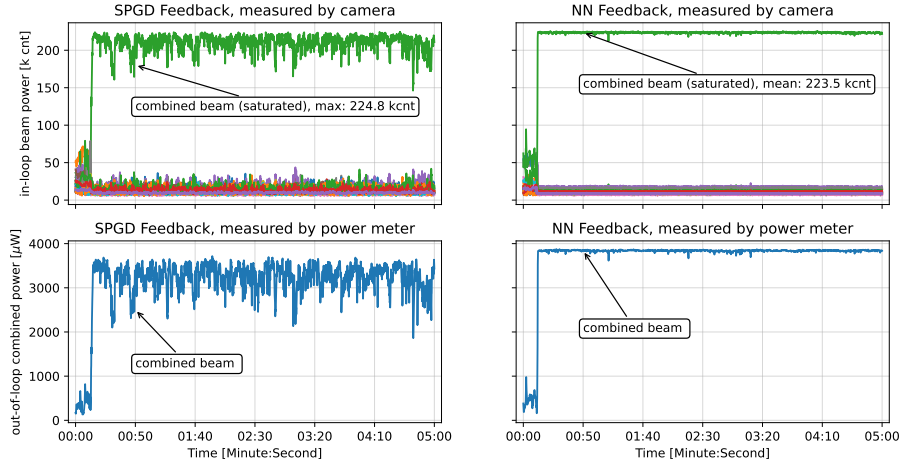 SPGD Feedback, measured by camera
in-loop beam power [k cnt]
200
150
100
50
0
combined beam (saturated), max: 224.8 kcnt
NN Feedback, measured by camera
combined beam (saturated), mean: 223.5 kcnt
SPGD Feedback, measured by power meter
out-of-loop combined power [μW]
4000
3000
2000
1000
0
combined beam
00:00 00:50 01:40 02:30 03:20 04:10 05:00
Time [Minute:Second]
NN Feedback, measured by power meter
combined beam
00:00 00:50 01:40 02:30 03:20 04:10 05:00
Time [Minute:Second]